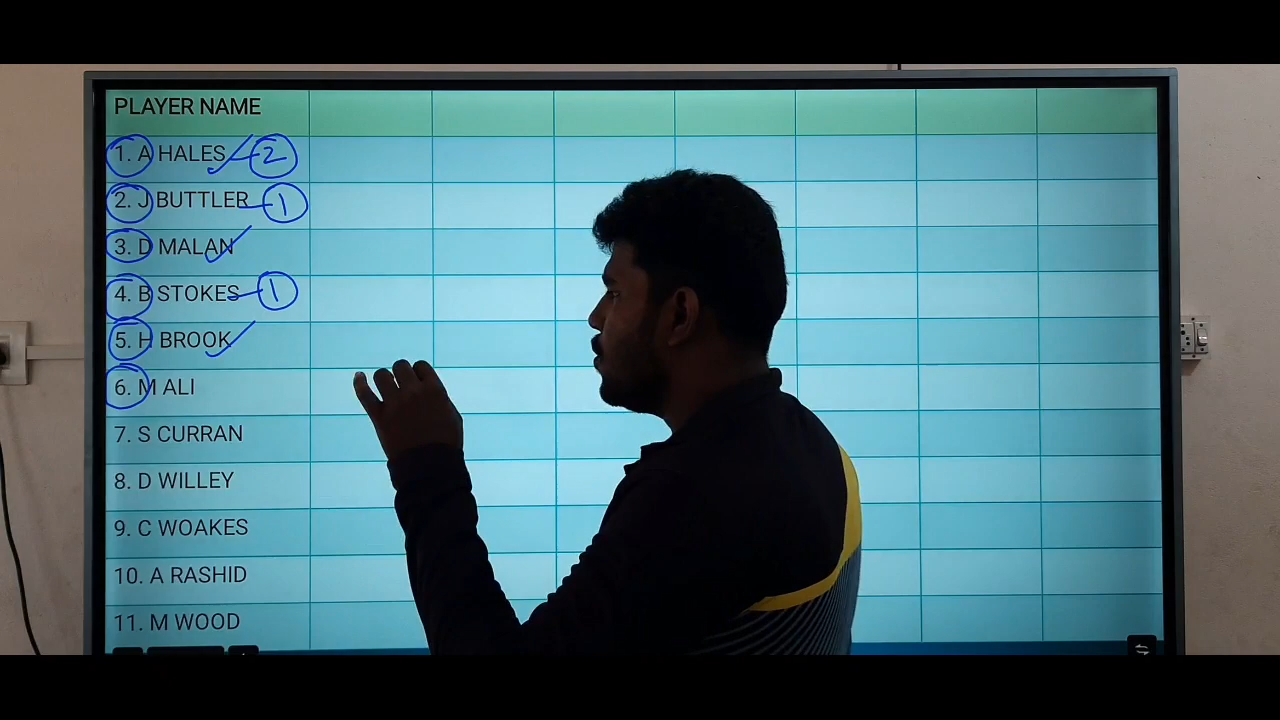 PLAYER NAME
1. A HALES 2
2. J BUTTLER 1
3. D MALAN
4. B STOKES 1
5. H BROOK
6. M ALI
7. S CURRAN
8. D WILLEY
9. C WOAKES
10. A RASHID
11. M WOOD